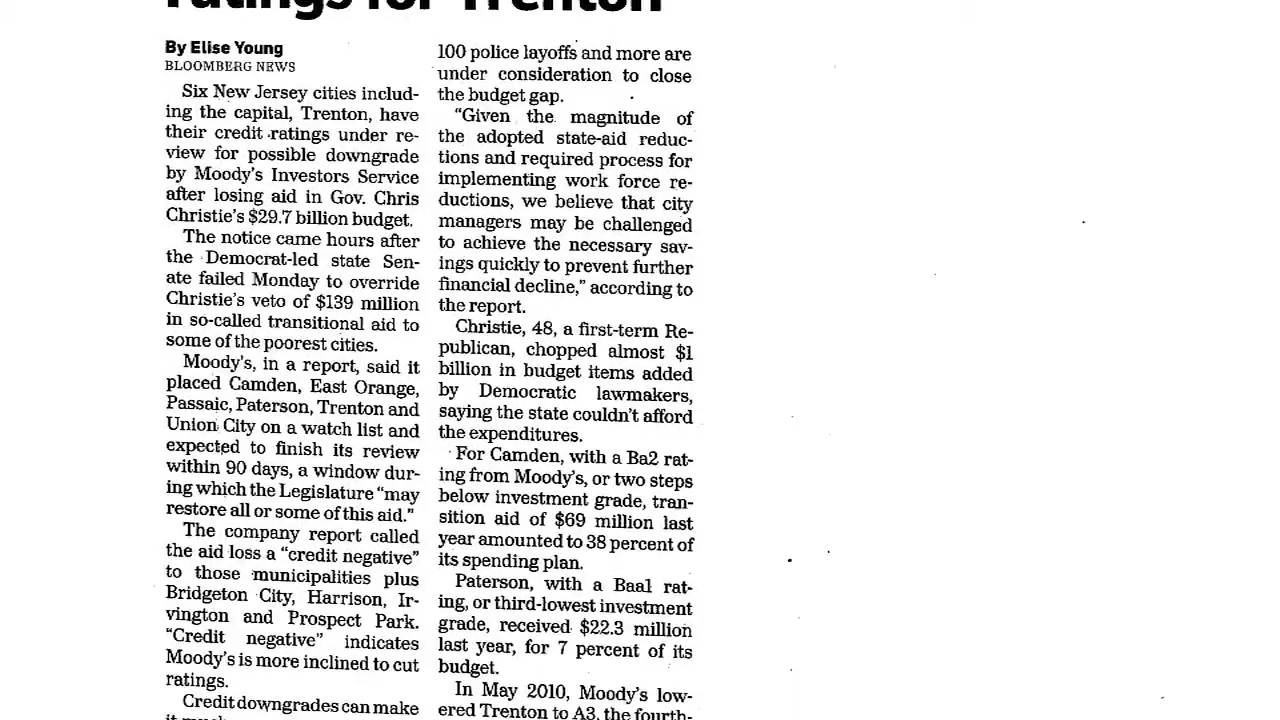 ratings for Trenton
By Elise Young
BLOOMBERG NEWS
Six New Jersey cities includ-
ing the capital, Trenton, have
their credit ratings under re-
view for possible downgrade
by Moody's Investors Service
after losing aid in Gov. Chris
Christie's $29.7 billion budget.
The notice came hours after
the Democrat-led state Sen-
ate failed Monday to override
Christie's veto of $139 million
in so-called transitional aid to
some of the poorest cities.
Moody's, in a report, said it
placed Camden, East Orange,
Passaic, Paterson, Trenton and
Union City on a watch list and
expected to finish its review
within 90 days, a window dur-
ing which the Legislature "may
restore all or some of this aid."
The company report called
the aid loss a "credit negative"
to those municipalities plus
Bridgeton City, Harrison, Ir-
vington and Prospect Park.
"Credit negative" indicates
Moody's is more inclined to cut
ratings.
Credit downgrades can make
it much
100 police layoffs and more are
under consideration to close
the budget gap.
"Given the magnitude of
the adopted state-aid reduc-
tions and required process for
implementing work force re-
ductions, we believe that city
managers may be challenged
to achieve the necessary sav-
ings quickly to prevent further
financial decline," according to
the report.
Christie, 48, a first-term Re-
publican, chopped almost $1
billion in budget items added
by Democratic lawmakers,
saying the state couldn't afford
the expenditures.
For Camden, with a Ba2 rat-
ing from Moody's, or two steps
below investment grade, tran-
sition aid of $69 million last
year amounted to 38 percent of
its spending plan.
Paterson, with a Baa1 rat-
ing, or third-lowest investment
grade, received $22.3 million
last year, for 7 percent of its
budget.
In May 2010, Moody's low-
ered Trenton to A3, the fourth-